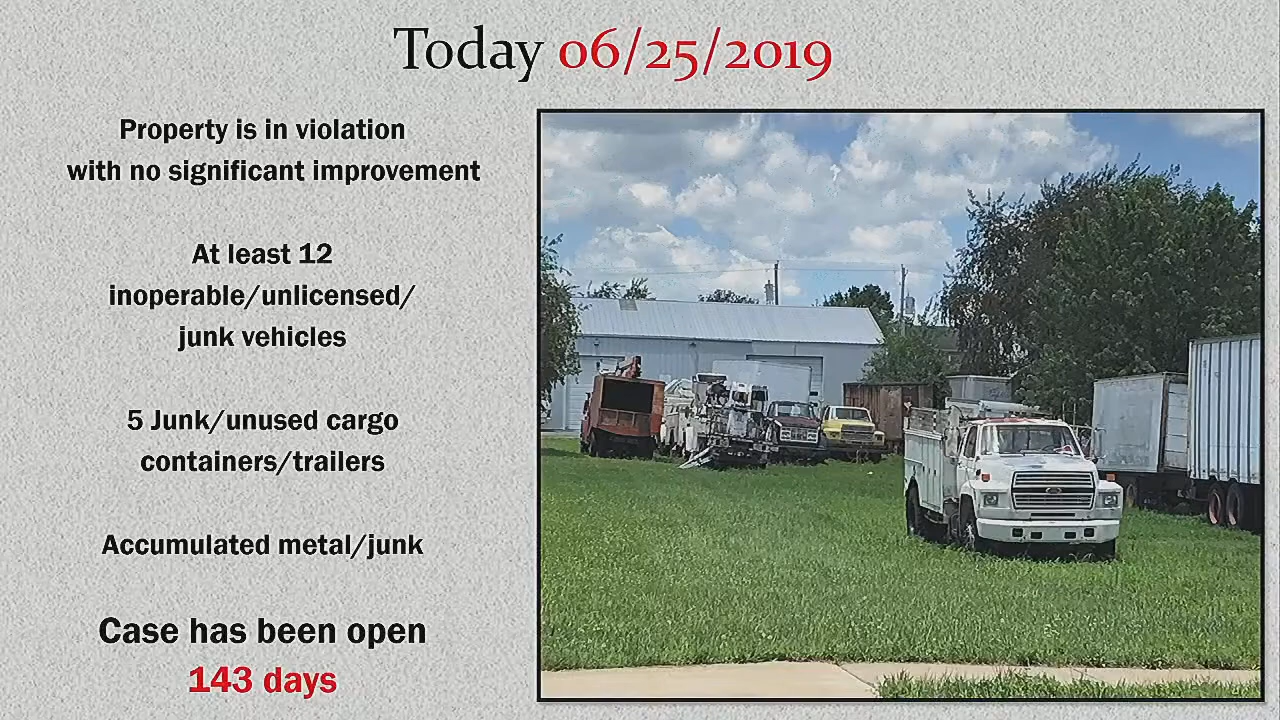 Today 06/25/2019
Property is in violation
with no significant improvement
At least 12
inoperable/unlicensed/
junk vehicles
5 Junk/unused cargo
containers/trailers
Accumulated metal/junk
Case has been open
143 days